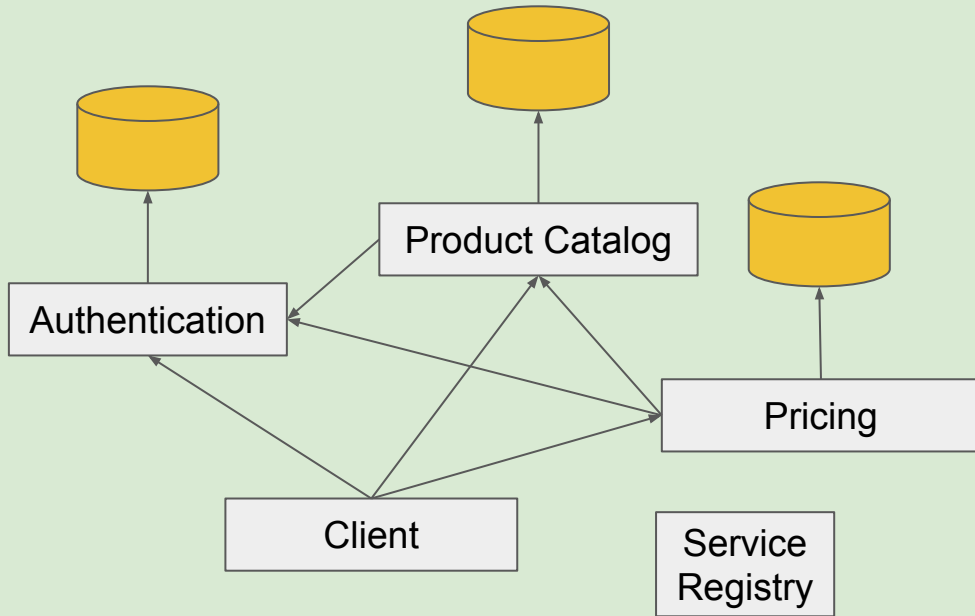 Product Catalog
Authentication
Pricing
Client
Service
Registry